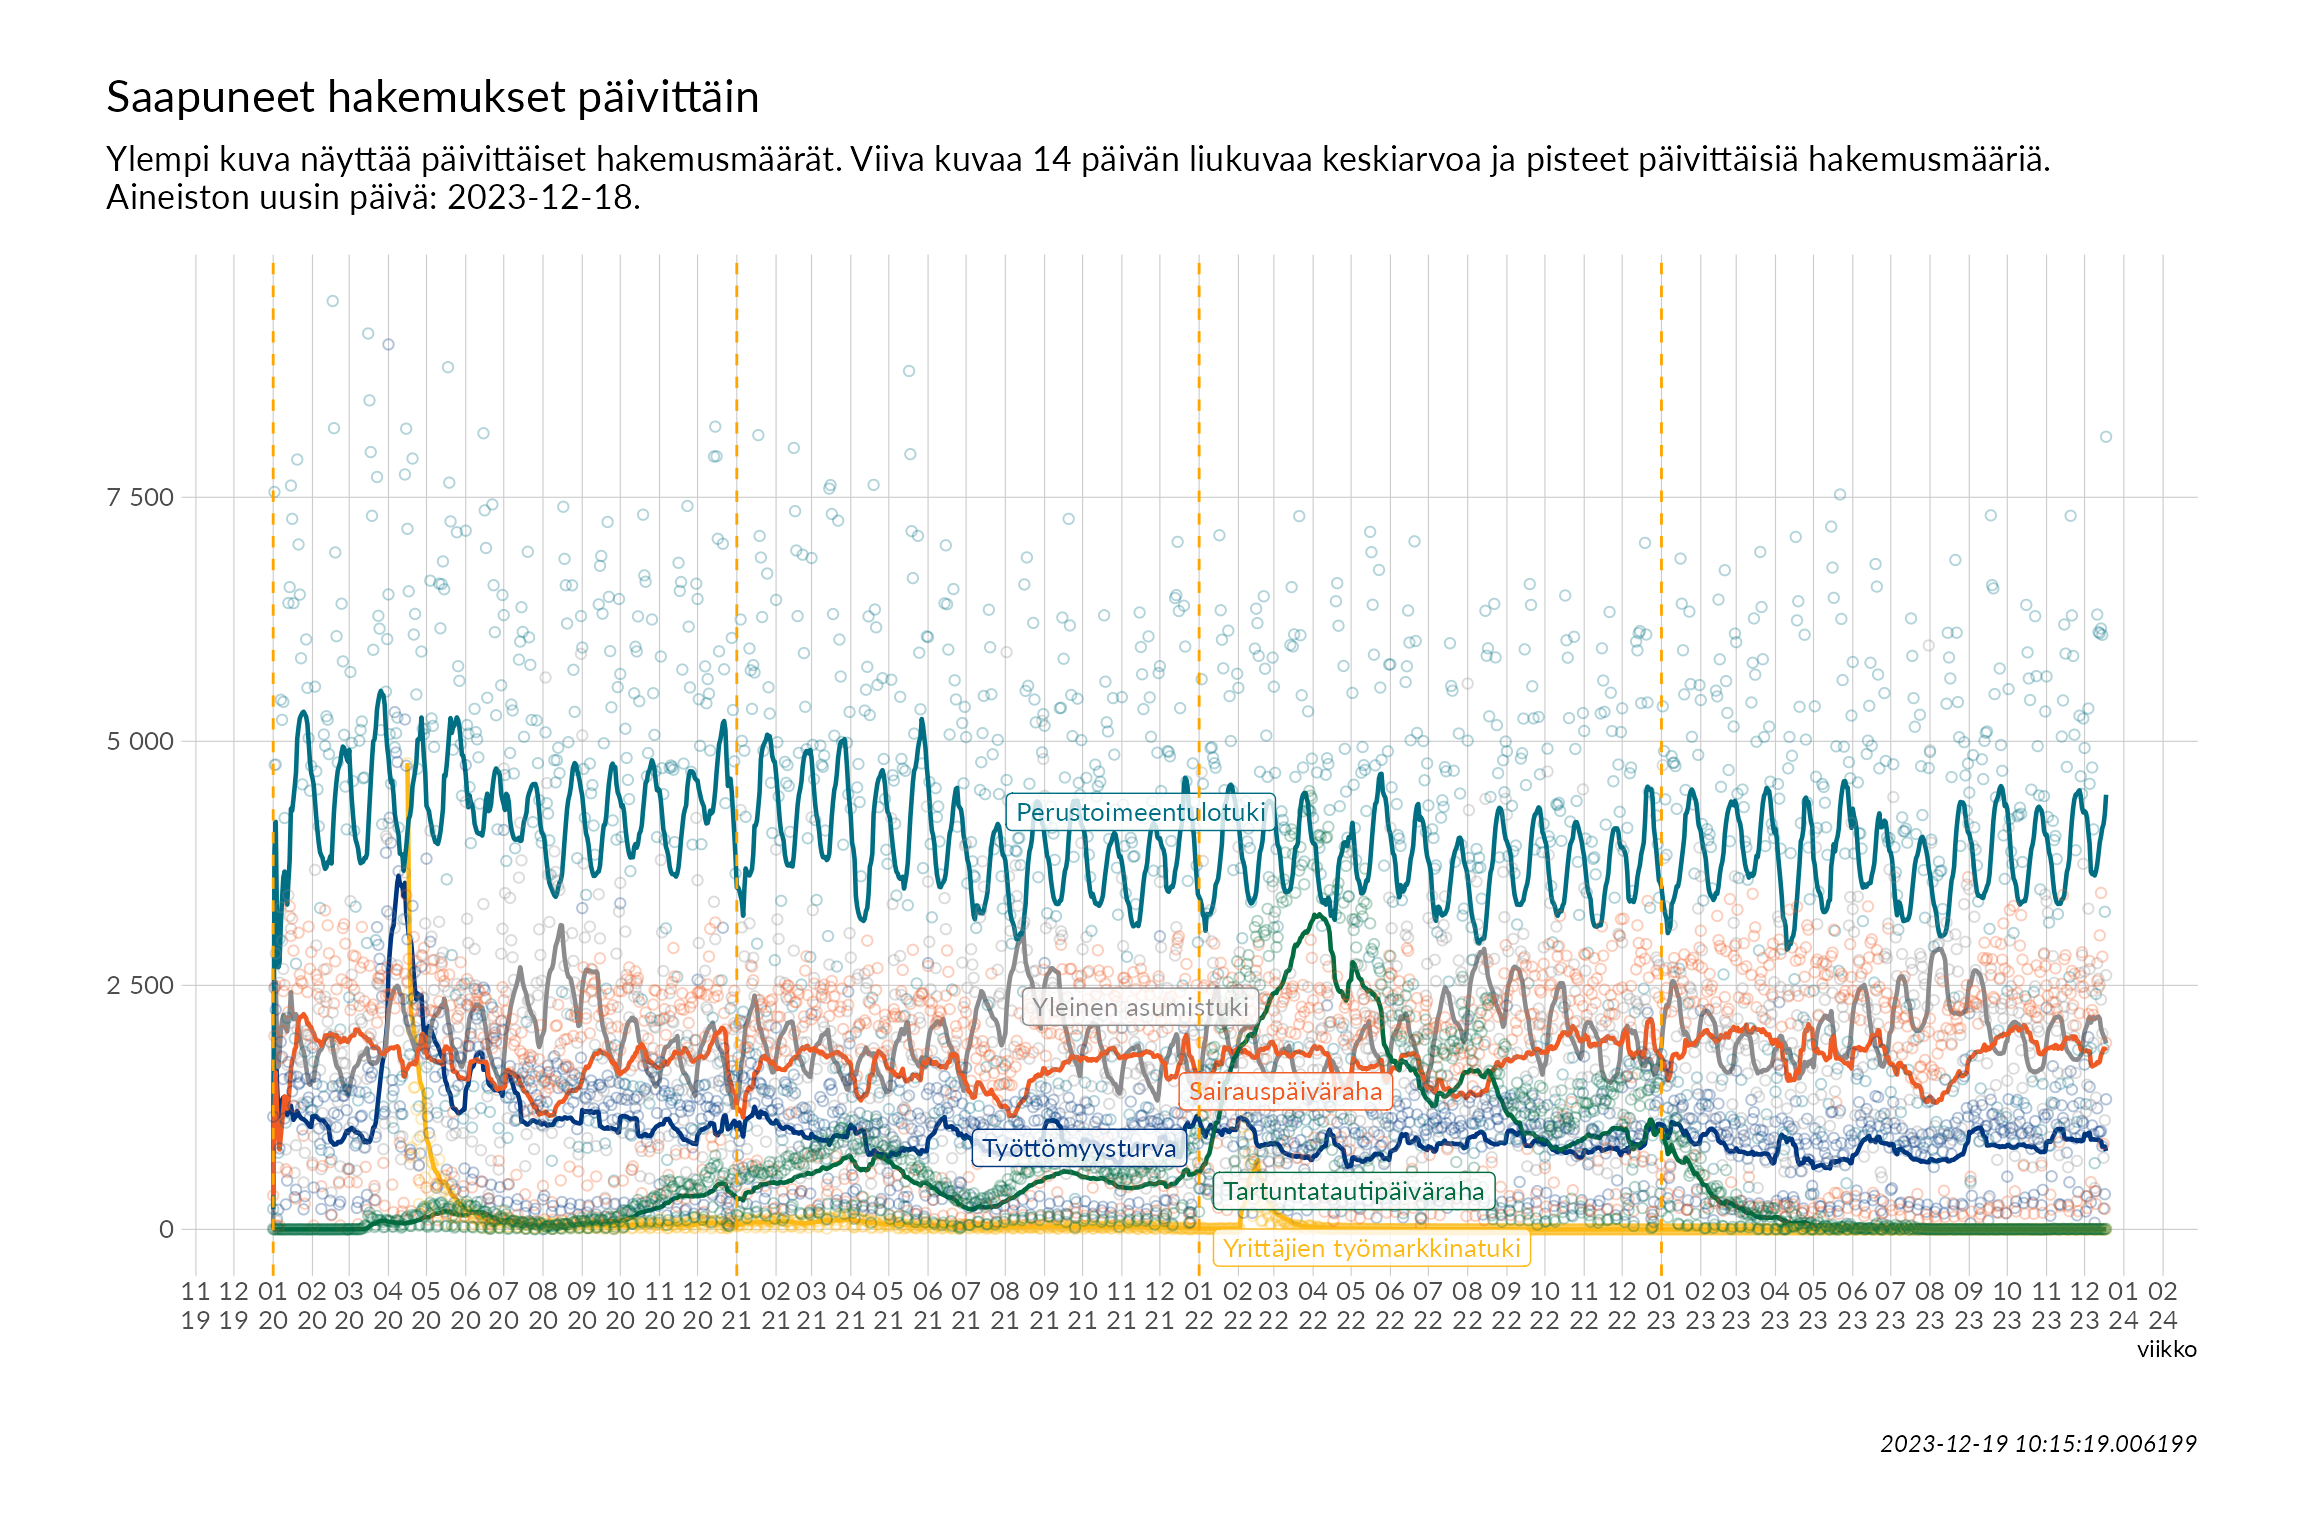 Saapuneet hakemukset päivittäin
Ylempi kuva näyttää päivittäiset hakemusmäärät. Viiva kuvaa 14 päivän liukuvaa keskiarvoa ja pisteet päivittäisiä hakemusmääriä.
Aineiston uusin päivä: 2023-12-18.
7 500
5 000
2 500
0
Perustoimeentulotuki
Yleinen asumistuki
Sairauspäiväraha
Työttömyysturva
Tartuntatautipäiväraha
Yrittäjien työmarkkinatuki
11 12 01 02 03 04 05 06 07 08 09 10 11 12 01 02 03 04 05 06 07 08 09 10 11 12 01 02 03 04 05 06 07 08 09 10 11 12 01 02 03 04 05 06 07 08 09 10 11 12 01 02
19 19 20 20 20 20 20 20 20 20 20 20 20 20 21 21 21 21 21 21 21 21 21 21 21 21 22 22 22 22 22 22 22 22 22 22 22 22 23 23 23 23 23 23 23 23 23 23 23 23 24 24
viikko
2023-12-19 10:15:19.006199